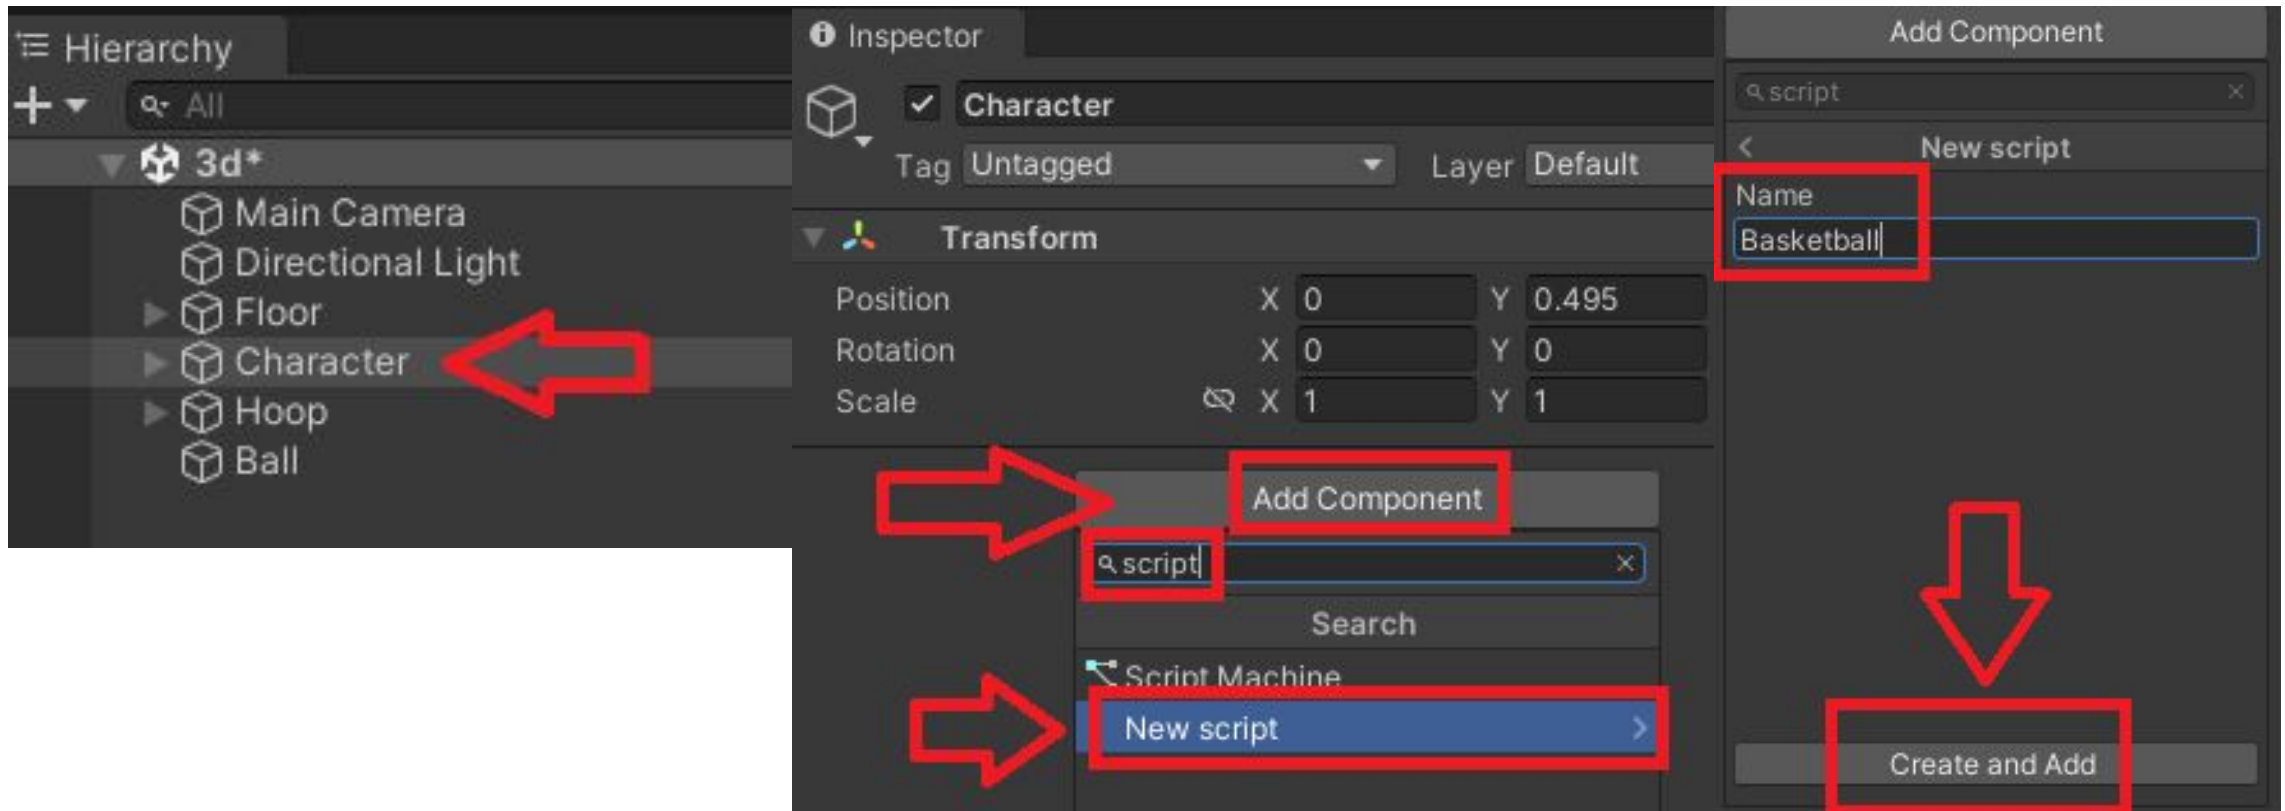 Hierarchy
All
3d*
Main Camera
Directional Light
Floor
Character
Hoop
Ball
Inspector
Character
Tag Untagged Layer Default
Transform
Position X 0 Y 0.495
Rotation X 0 Y 0
Scale X 1 Y 1
Add Component
script
Search
Script Machine
New script
Add Component
script
New script
Name
Basketball
Create and Add